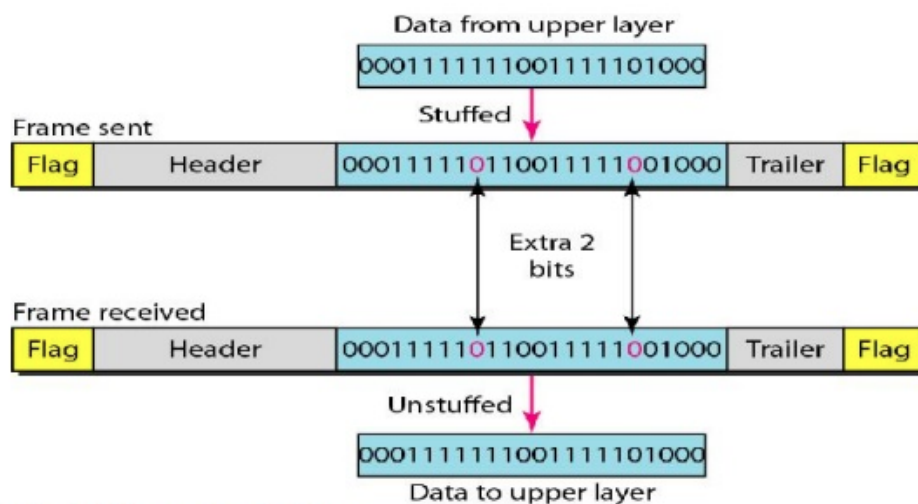 Data from upper layer
0001111111001111101000
Stuffed
Frame sent
Flag Header 000111110110011111001000 Trailer Flag
Extra 2
bits
Frame received
Flag Header 000111110110011111001000 Trailer Flag
Unstuffed
0001111111001111101000
Data to upper layer